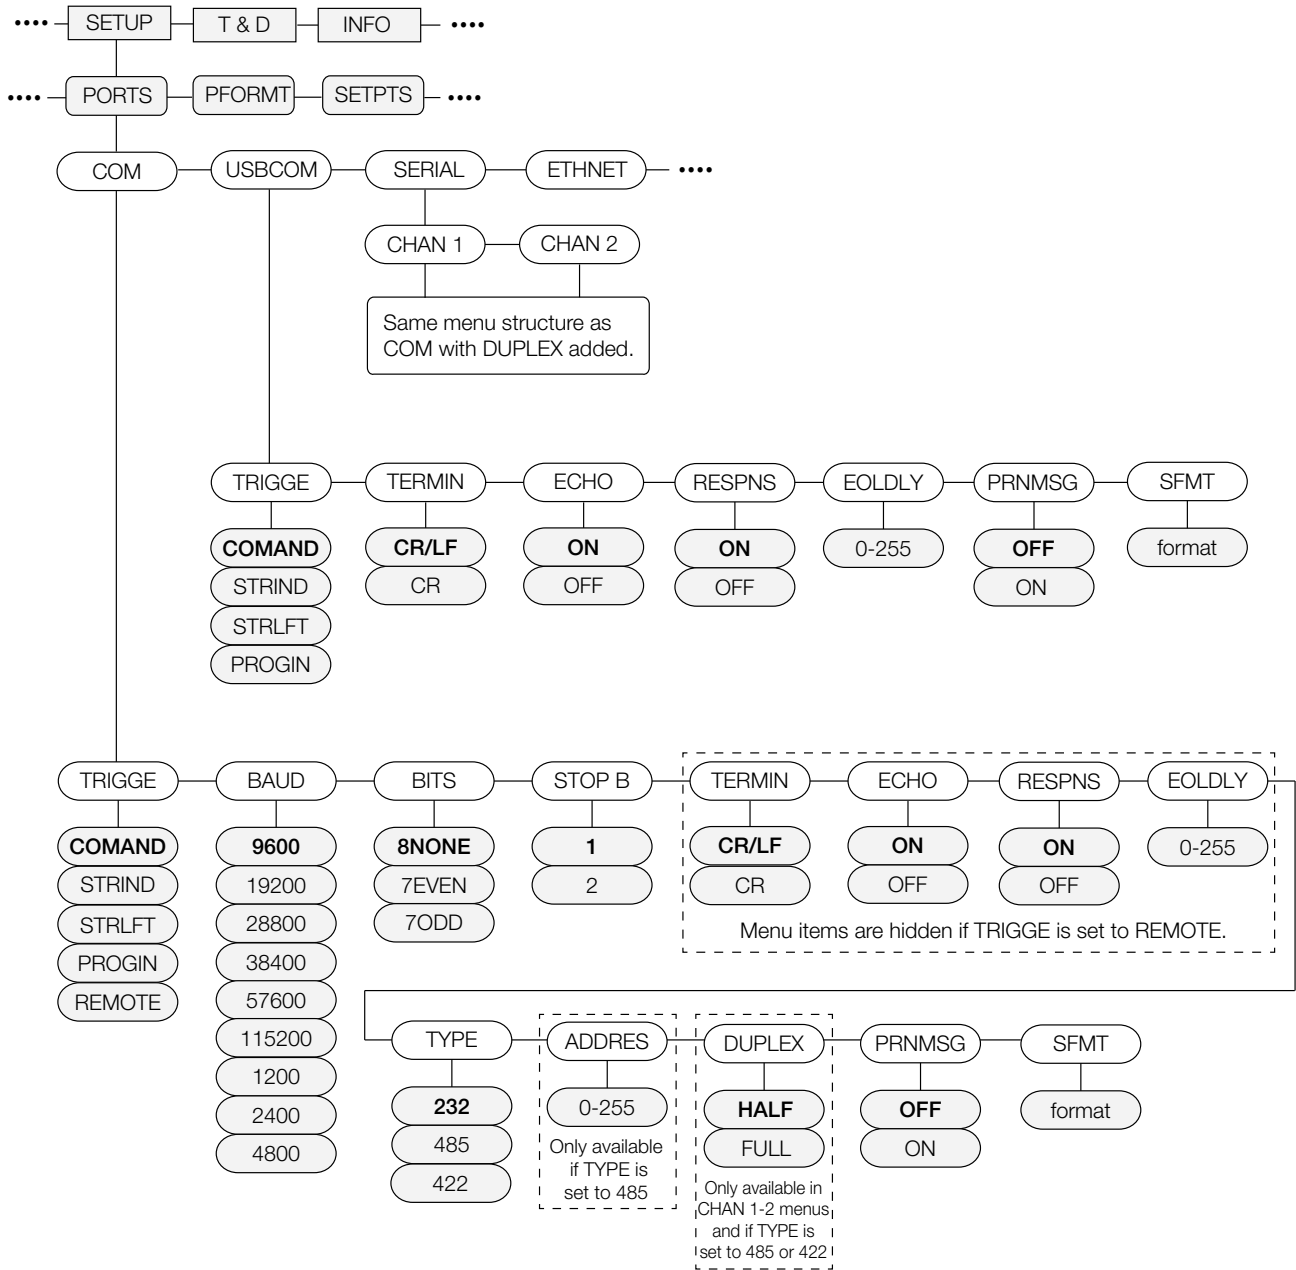 •••• SETUP T & D INFO ••••
•••• PORTS PFORMT SETPTS ••••
COM USBCOM SERIAL ETHNET ••••
CHAN 1 CHAN 2
Same menu structure as
COM with DUPLEX added.
TRIGGE TERMIN ECHO RESPNS EOLDLY PRNMSG SFMT
COMAND CR/LF ON ON 0-255 OFF format
STRIND CR OFF OFF ON
STRLFT
PROGIN
TRIGGE BAUD BITS STOP B TERMIN ECHO RESPNS EOLDLY
COMAND 9600 8NONE 1 CR/LF ON ON 0-255
STRIND 19200 7EVEN 2 CR OFF OFF
STRLFT 28800 7ODD
Menu items are hidden if TRIGGE is set to REMOTE.
PROGIN 38400
REMOTE 57600
115200
1200
2400
4800
TYPE ADDRES DUPLEX PRNMSG SFMT
232 0-255 HALF OFF format
485 FULL ON
422
Only available
if TYPE is
set to 485
Only available in
CHAN 1-2 menus
and if TYPE is
set to 485 or 422